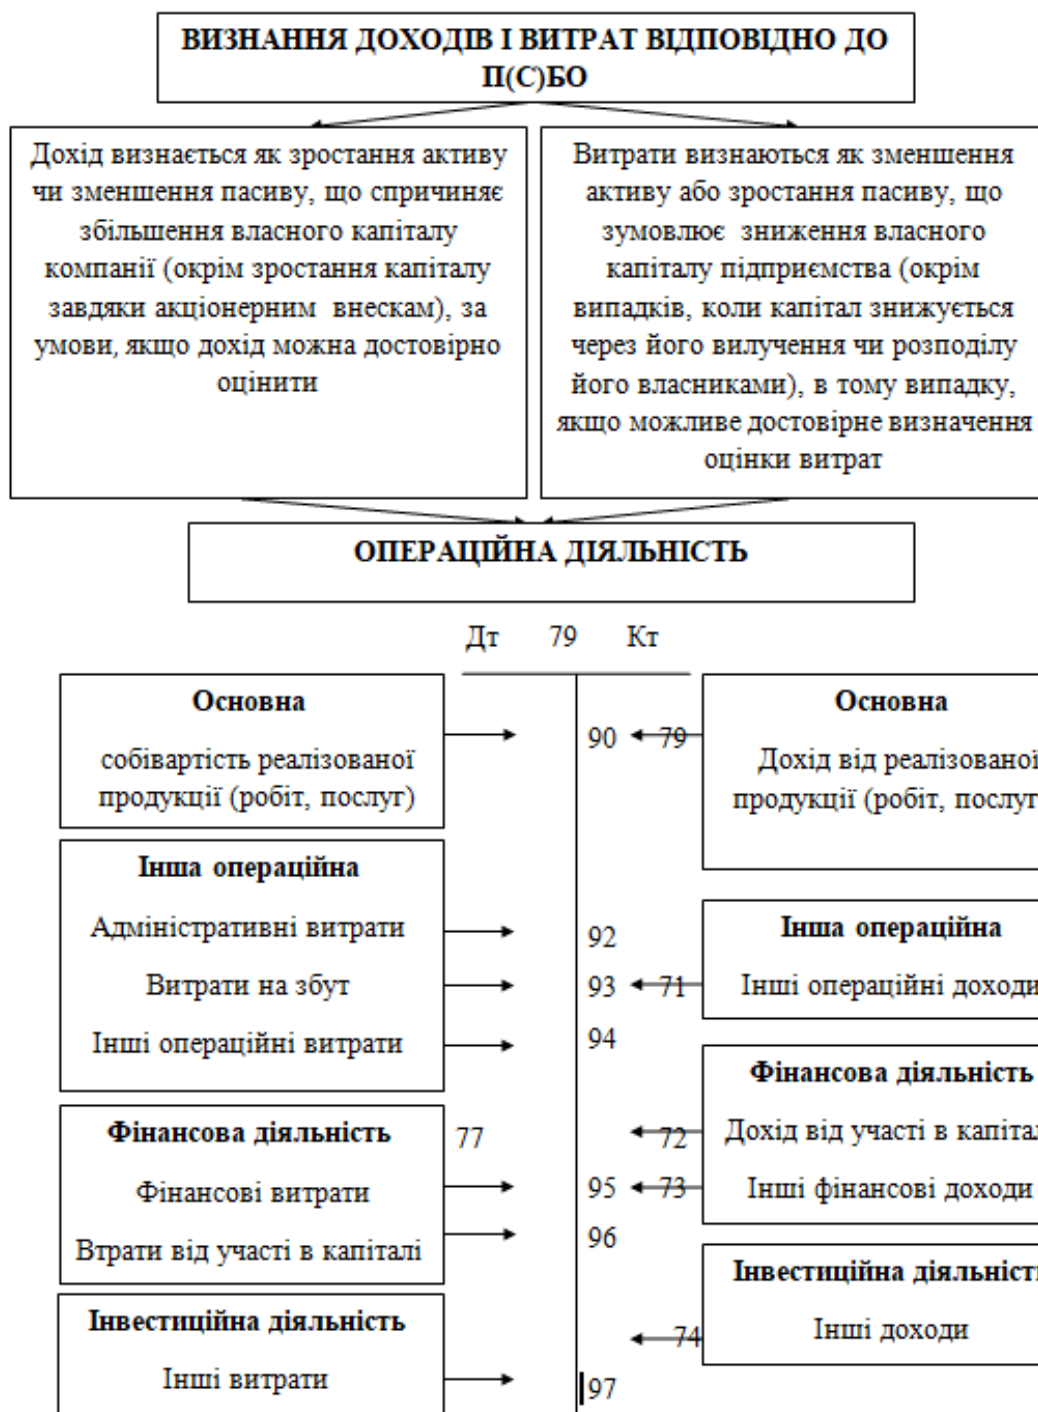 ВИЗНАННЯ ДОХОДІВ І ВИТРАТ ВІДПОВІДНО ДО
П(С)БО
Дохід визнається як зростання активу
чи зменшення пасиву, що спричиняє
збільшення власного капіталу
компанії (окрім зростання капіталу
завдяки акціонерним внескам), за
умови, якщо дохід можна достовірно
оцінити
Витрати визнаються як зменшення
активу або зростання пасиву, що
зумовлює зниження власного
капіталу підприємства (окрім
випадків, коли капітал знижується
через його вилучення чи розподілу
його власниками), в тому випадку,
якщо можливе достовірне визначення
оцінки витрат
ОПЕРАЦІЙНА ДІЯЛЬНІСТЬ
Дт 79 Кт
Основна
собівартість реалізованої
продукції (робіт, послуг)
90 79
Основна
Дохід від реалізованої
продукції (робіт, послуг
Інша операційна
Адміністративні витрати
Витрати на збут
Інші операційні витрати
92
93 71
94
Інша операційна
Інші операційні доходи
Фінансова діяльність
Фінансові витрати
Втрати від участі в капіталі
77
72
95 73
96
Фінансова діяльність
Дохід від участі в капітал
Інші фінансові доходи
Інвестиційна діяльність
Інші витрати
74
97
Інвестиційна діяльність
Інші доходи